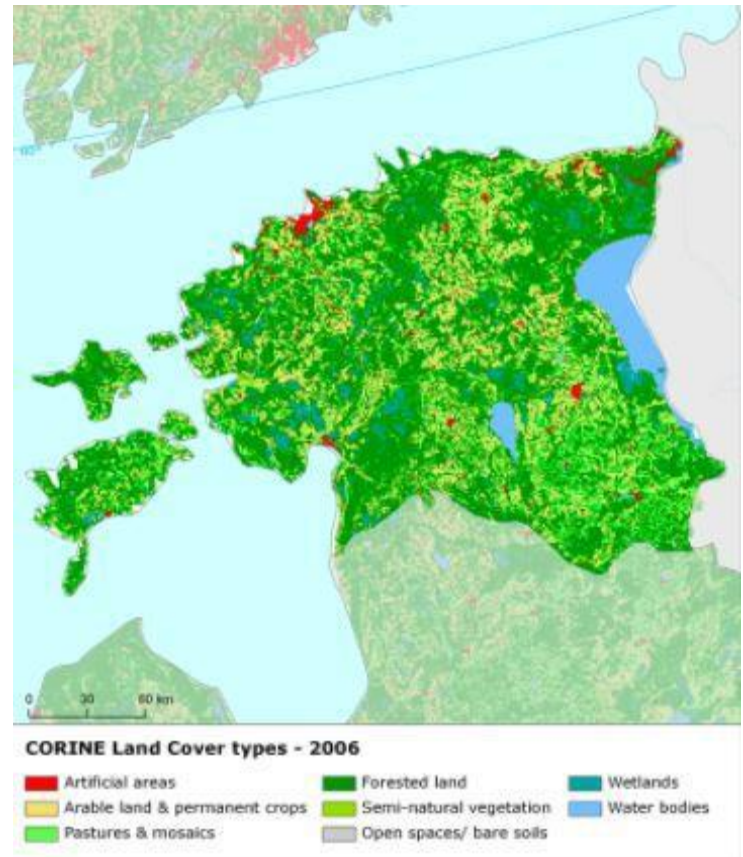 60°
0 30 60 km
CORINE Land Cover types - 2006
Artificial areas Forested land Wetlands
Arable land & permanent crops Semi-natural vegetation Water bodies
Pastures & mosaics Open spaces/ bare soils